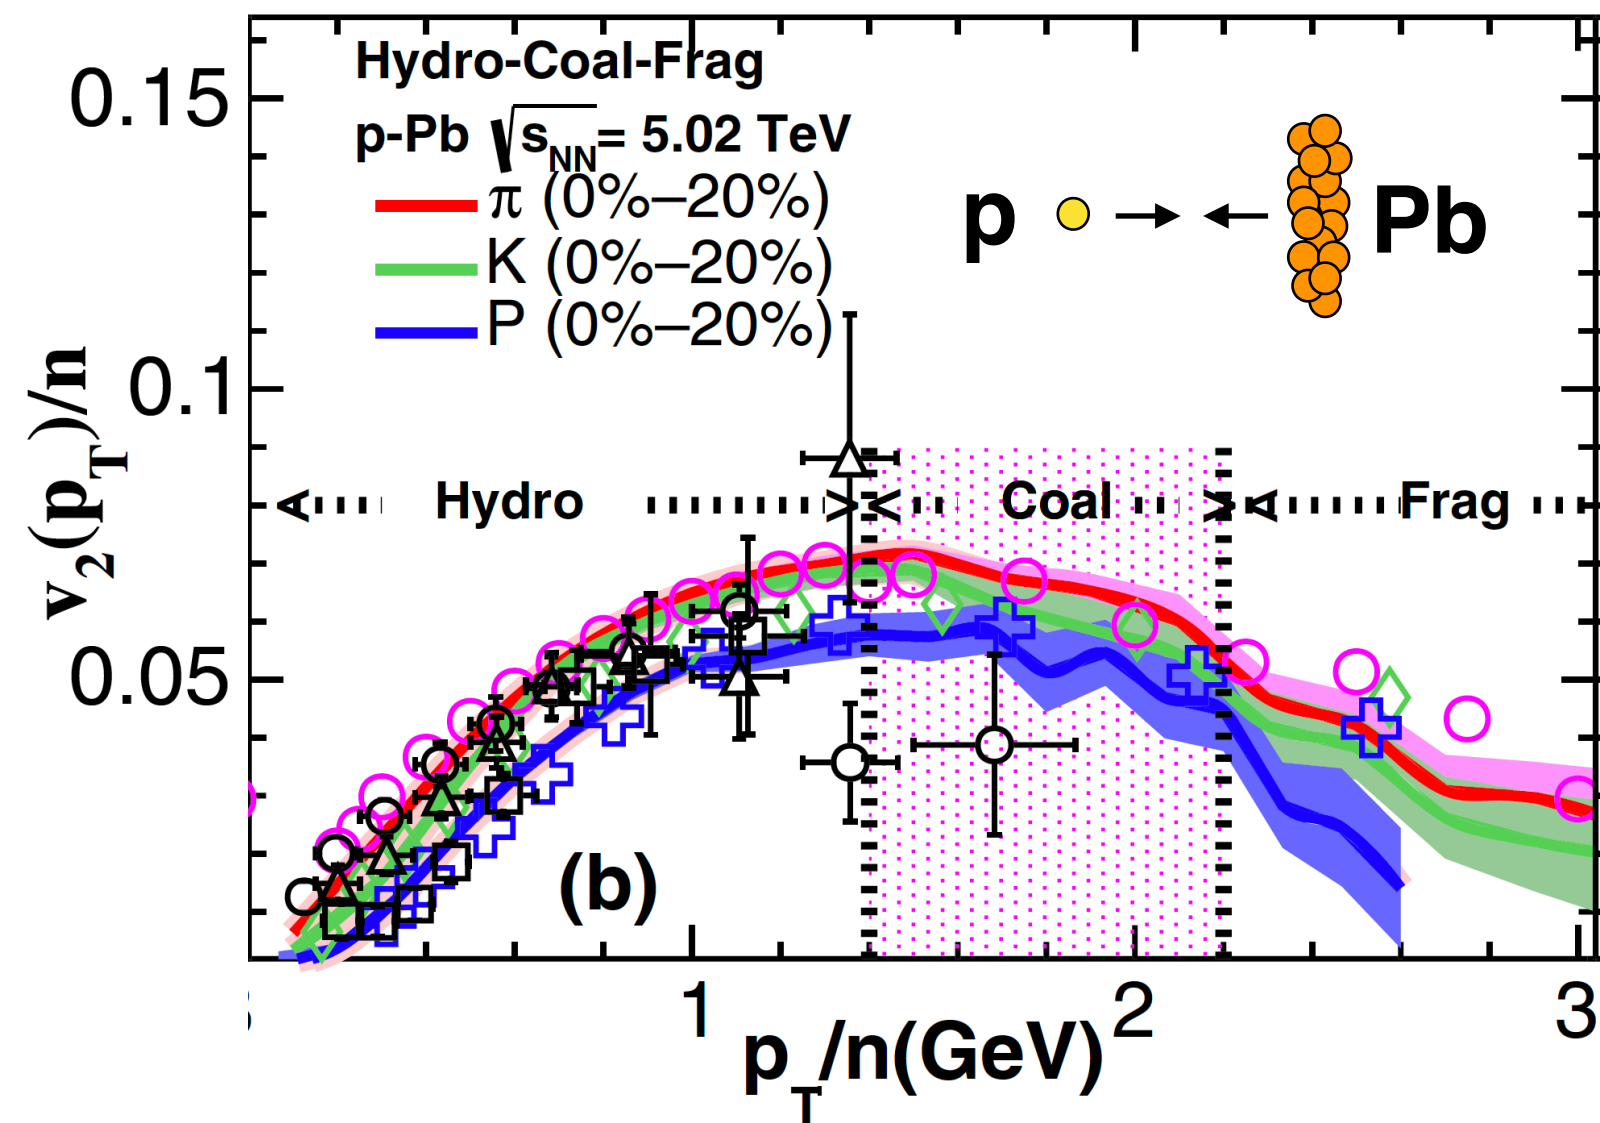 Hydro-Coal-Frag
p-Pb √sNN= 5.02 TeV
π (0%–20%)
K (0%–20%)
P (0%–20%)
p
Pb
0.15
0.1
0.05
v2(pT)/n
Hydro
Coal
Frag
(b)
1
2
3
pT/n(GeV)